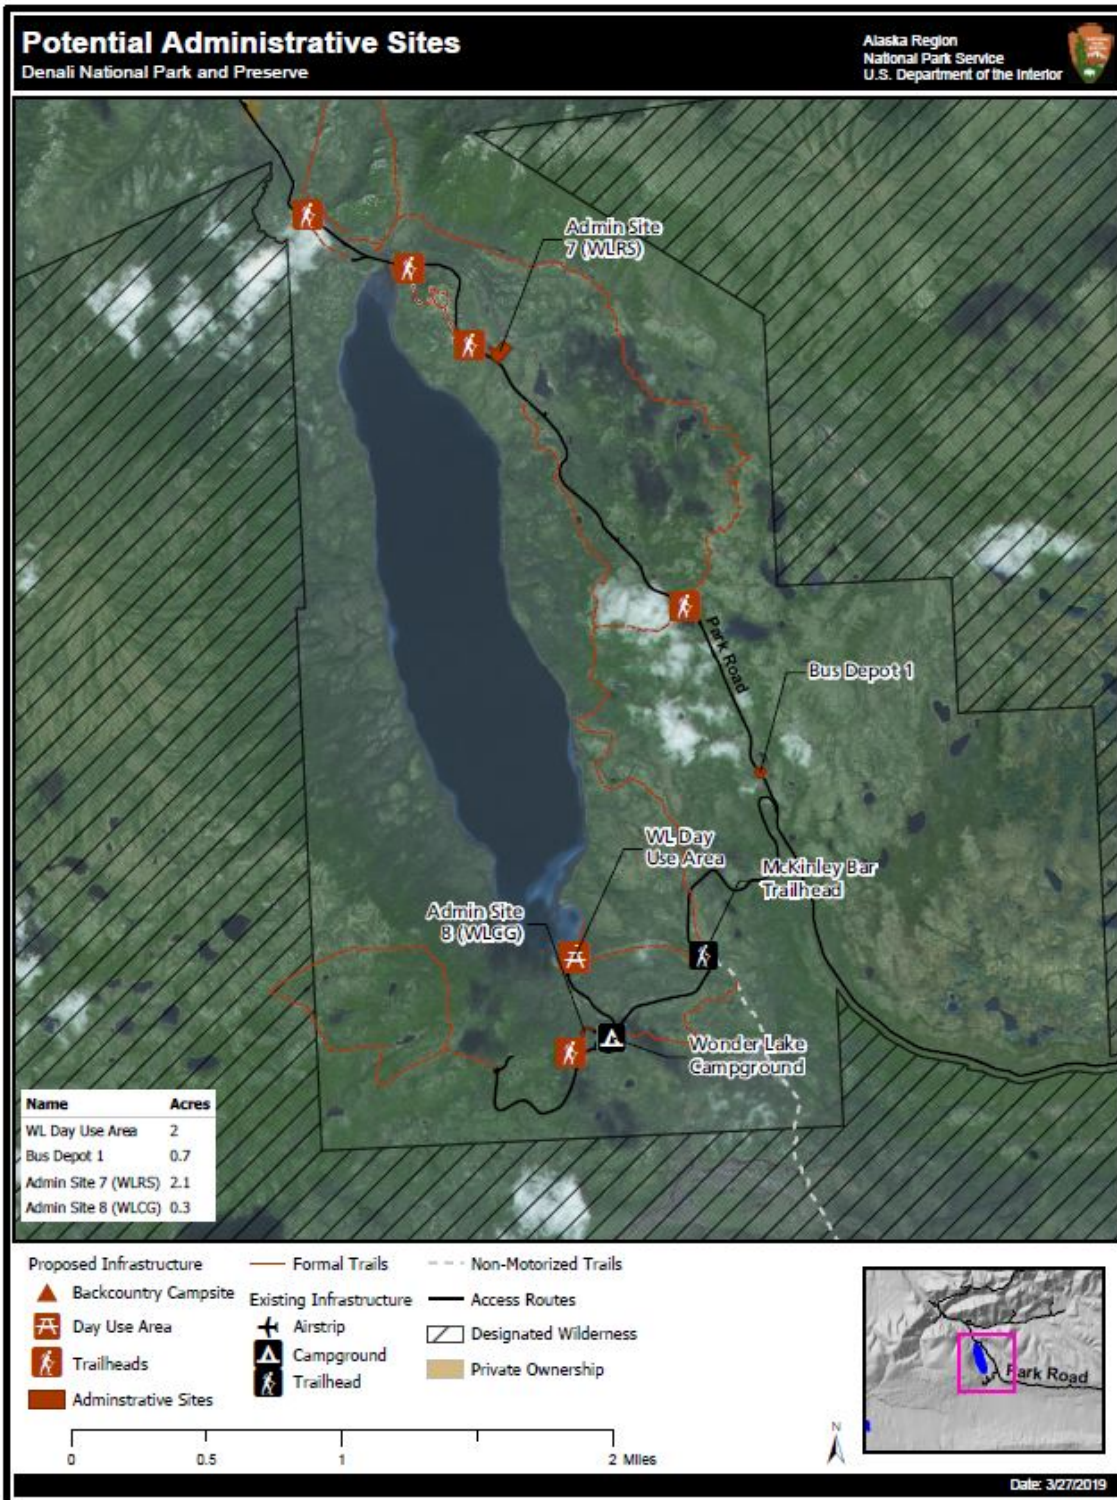 Potential Administrative Sites
Denali National Park and Preserve
Alaska Region
National Park Service
U.S. Department of the Interior
Admin Site
7 (WLRS)
Park Road
Bus Depot 1
WL Day
Use Area
McKinley Bar
Trailhead
Admin Site
8 (WLCG)
Wonder Lake
Campground
Name Acres
WL Day Use Area 2
Bus Depot 1 0.7
Admin Site 7 (WLRS) 2.1
Admin Site 8 (WLCG) 0.3
Proposed Infrastructure
Backcountry Campsite
Day Use Area
Trailheads
Adminstrative Sites
Formal Trails
Existing Infrastructure
Airstrip
Campground
Trailhead
Non-Motorized Trails
Access Routes
Designated Wilderness
Private Ownership
0 0.5 1 2 Miles
N
Park Road
Date: 3/27/2019